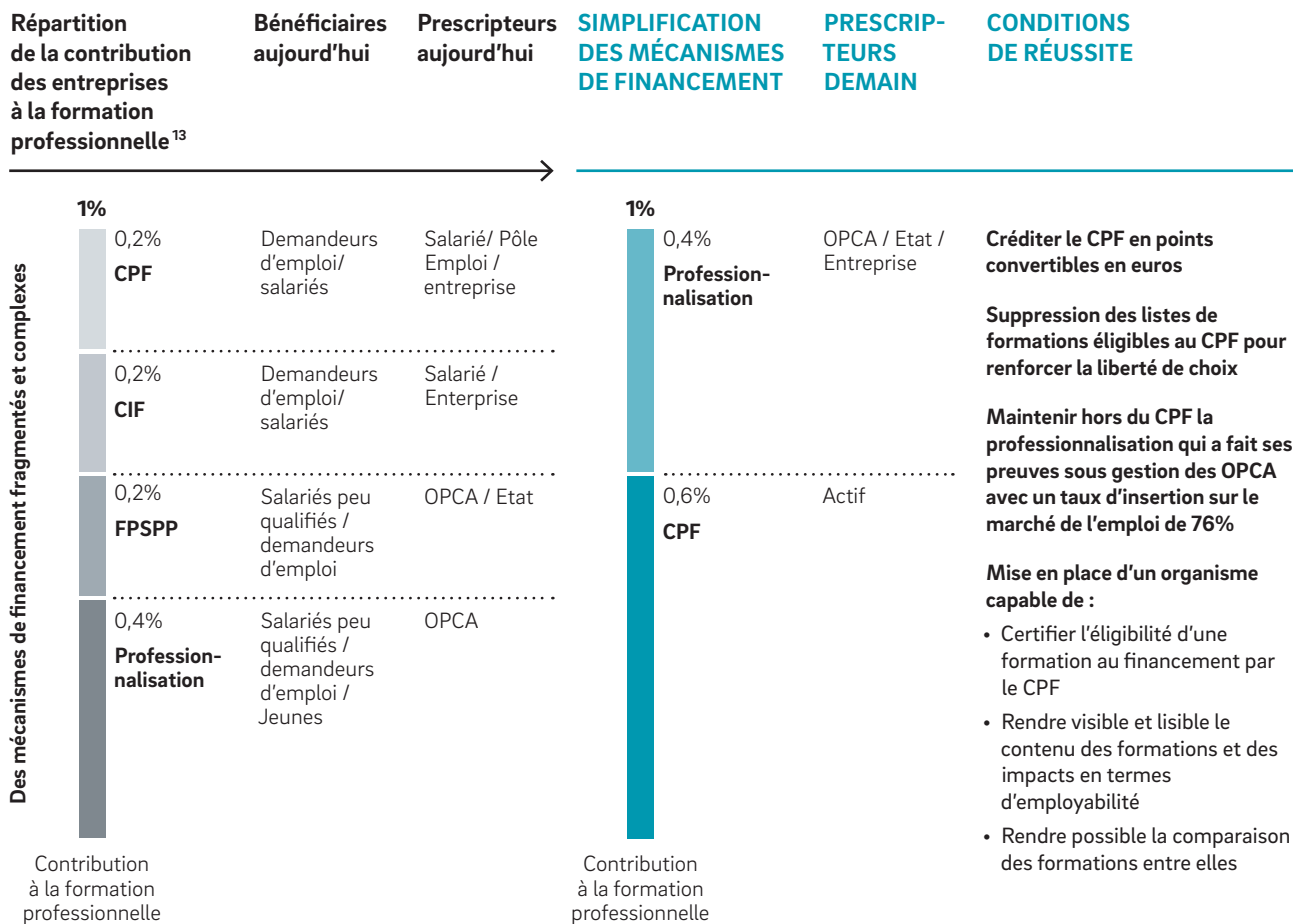 Répartition
de la contribution
des entreprises
à la formation
professionnelle 13
Bénéficiaires
aujourd'hui
Prescripteurs
aujourd'hui
SIMPLIFICATION
DES MÉCANISMES
DE FINANCEMENT
PRESCRIP-
TEURS
DEMAIN
CONDITIONS
DE RÉUSSITE
Des mécanismes de financement fragmentés et complexes
1%
0,2%
CPF
Demandeurs
d'emploi/
salariés
Salarié/ Pôle
Emploi /
entreprise
0,2%
CIF
Demandeurs
d'emploi/
salariés
Salarié /
Enterprise
0,2%
FPSPP
Salariés peu
qualifiés /
demandeurs
d'emploi
OPCA / Etat
0,4%
Profession-
nalisation
Salariés peu
qualifiés /
demandeurs
d'emploi /
Jeunes
OPCA
Contribution
à la formation
professionnelle
1%
0,4%
Profession-
nalisation
OPCA / Etat /
Entreprise
0,6%
CPF
Actif
Contribution
à la formation
professionnelle
Créditer le CPF en points
convertibles en euros
Suppression des listes de
formations éligibles au CPF pour
renforcer la liberté de choix
Maintenir hors du CPF la
professionnalisation qui a fait ses
preuves sous gestion des OPCA
avec un taux d'insertion sur le
marché de l'emploi de 76%
Mise en place d'un organisme
capable de :
• Certifier l'éligibilité d'une
formation au financement par
le CPF
• Rendre visible et lisible le
contenu des formations et des
impacts en termes
d'employabilité
• Rendre possible la comparaison
des formations entre elles